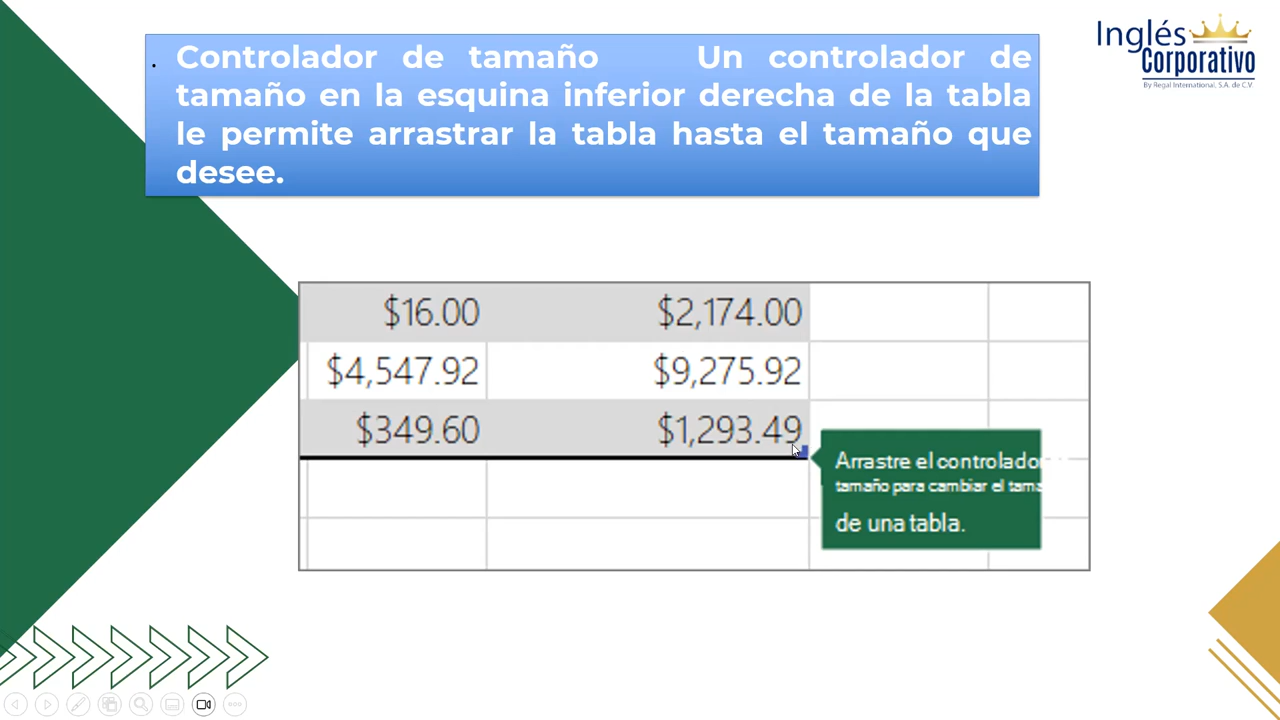 Inglés
Corporativo
By Regal International, S.A. de C.V.
. Controlador de tamaño Un controlador de
tamaño en la esquina inferior derecha de la tabla
le permite arrastrar la tabla hasta el tamaño que
desee.
$16.00 $2,174.00
$4,547.92 $9,275.92
$349.60 $1,293.49
Arrastre el controlado
tamaño para cambiar el tama
de una tabla.